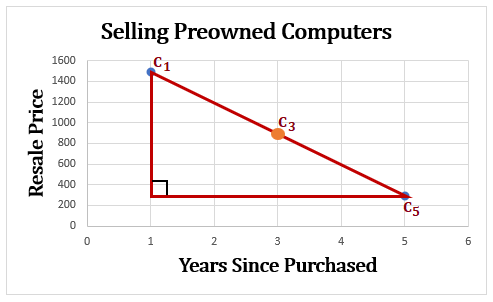 Selling Preowned Computers
Resale Price
1600
1400
1200
1000
800
600
400
200
0
C1
C3
C5
0 1 2 3 4 5 6
Years Since Purchased